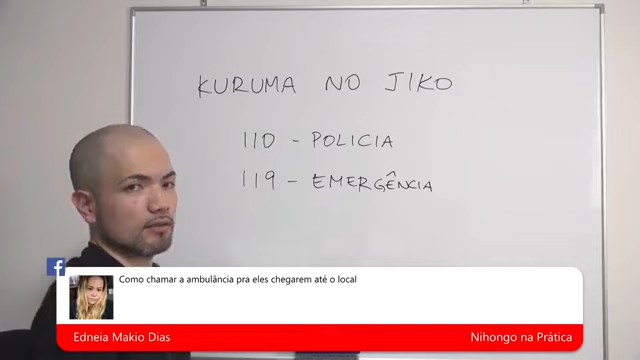 KURUMA NO JIKO
110 - POLICIA
119 - EMERGÊNCIA
f
Como chamar a ambulância pra eles chegarem até o local
Edneia Makio Dias
Nihongo na Prática